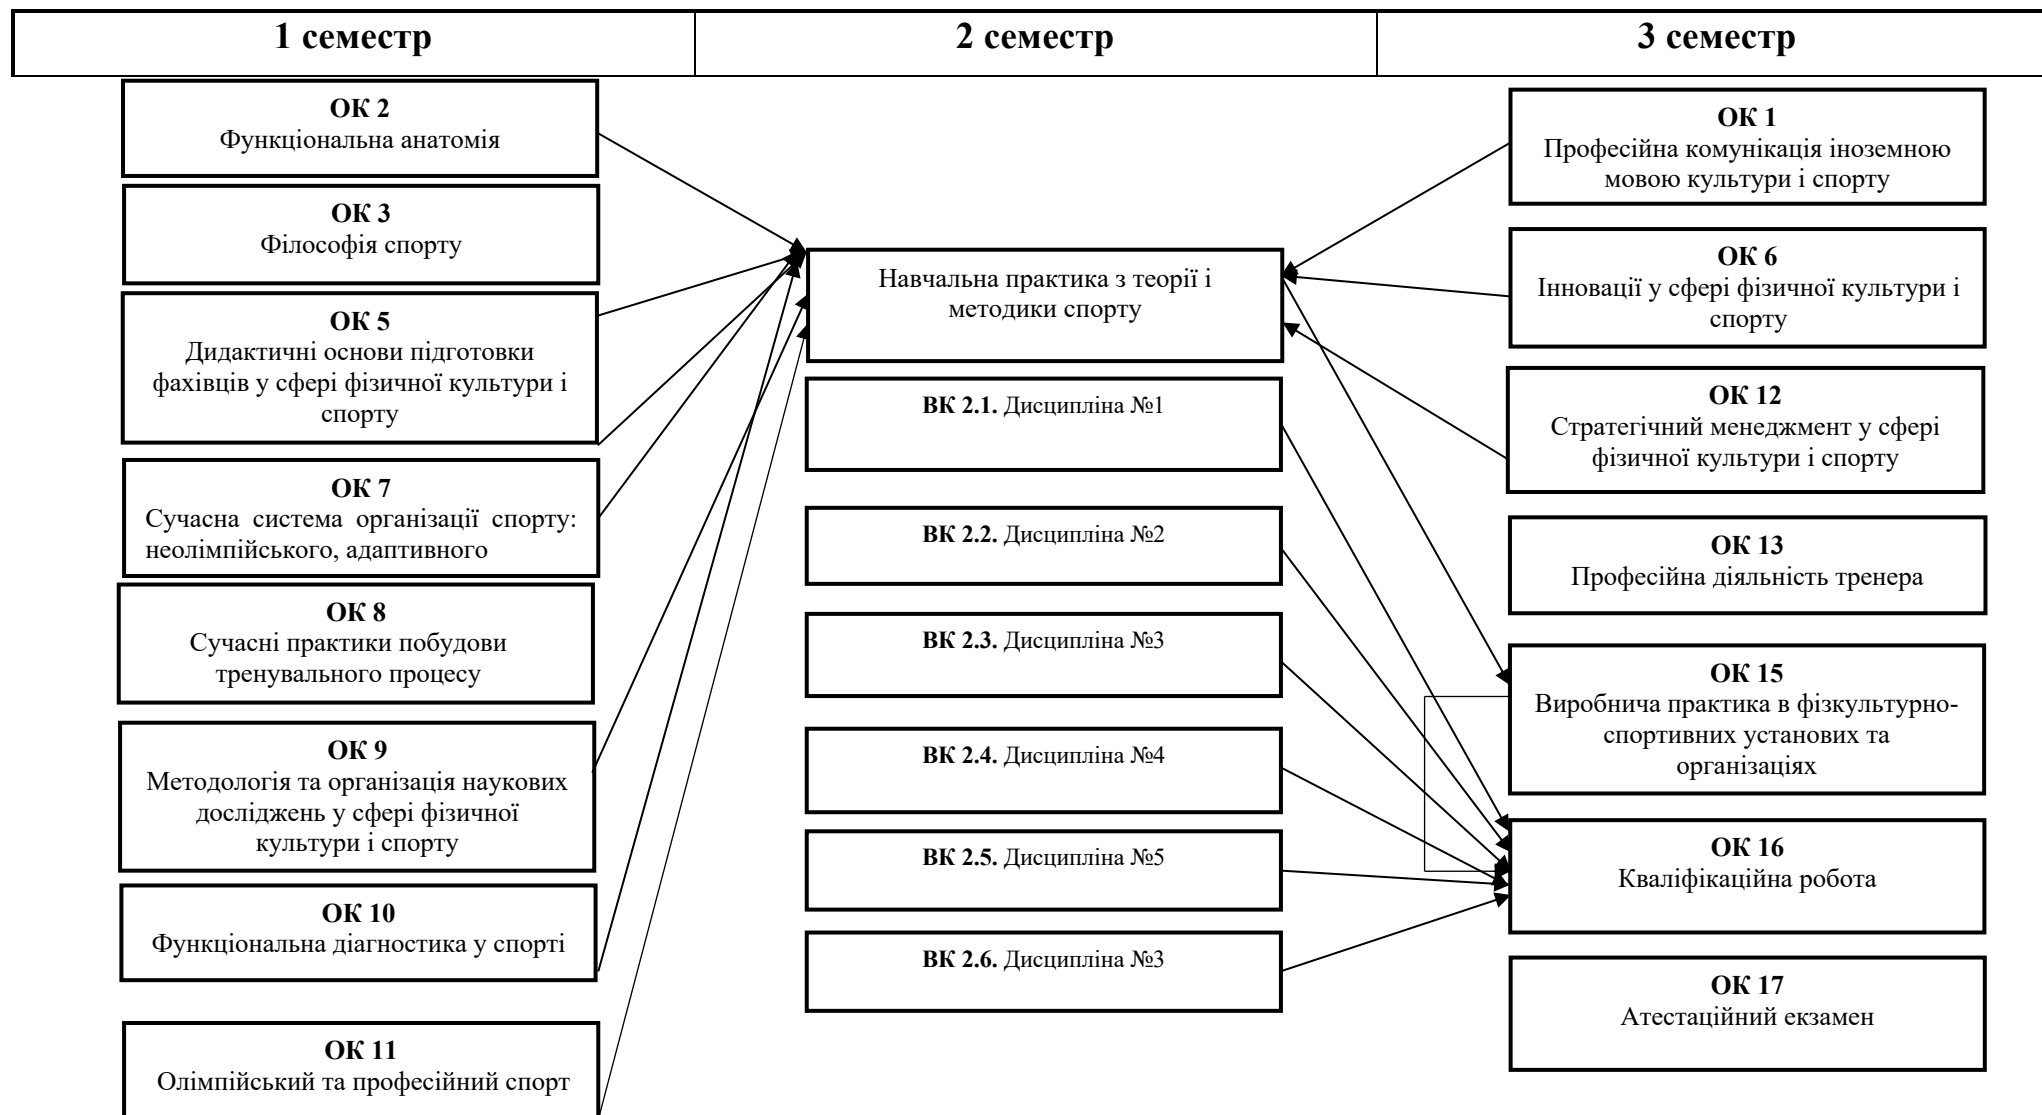 1 семестр
2 семестр
3 семестр
ОК 2
Функціональна анатомія
ОК 3
Філософія спорту
ОК 5
Дидактичні основи підготовки
фахівців у сфері фізичної культури і
спорту
ОК 7
Сучасна система організації спорту:
неолімпійського, адаптивного
ОК 8
Сучасні практики побудови
тренувального процесу
ОК 9
Методологія та організація наукових
досліджень у сфері фізичної
культури і спорту
ОК 10
Функціональна діагностика у спорті
ОК 11
Олімпійський та професійний спорт
Навчальна практика з теорії і
методики спорту
ВК 2.1. Дисципліна №1
ВК 2.2. Дисципліна №2
ВК 2.3. Дисципліна №3
ВК 2.4. Дисципліна №4
ВК 2.5. Дисципліна №5
ВК 2.6. Дисципліна №3
ОК 1
Професійна комунікація іноземною
мовою культури і спорту
ОК 6
Інновації у сфері фізичної культури і
спорту
ОК 12
Стратегічний менеджмент у сфері
фізичної культури і спорту
ОК 13
Професійна діяльність тренера
ОК 15
Виробнича практика в фізкультурно-
спортивних установих та
організаціях
ОК 16
Кваліфікаційна робота
ОК 17
Атестаційний екзамен